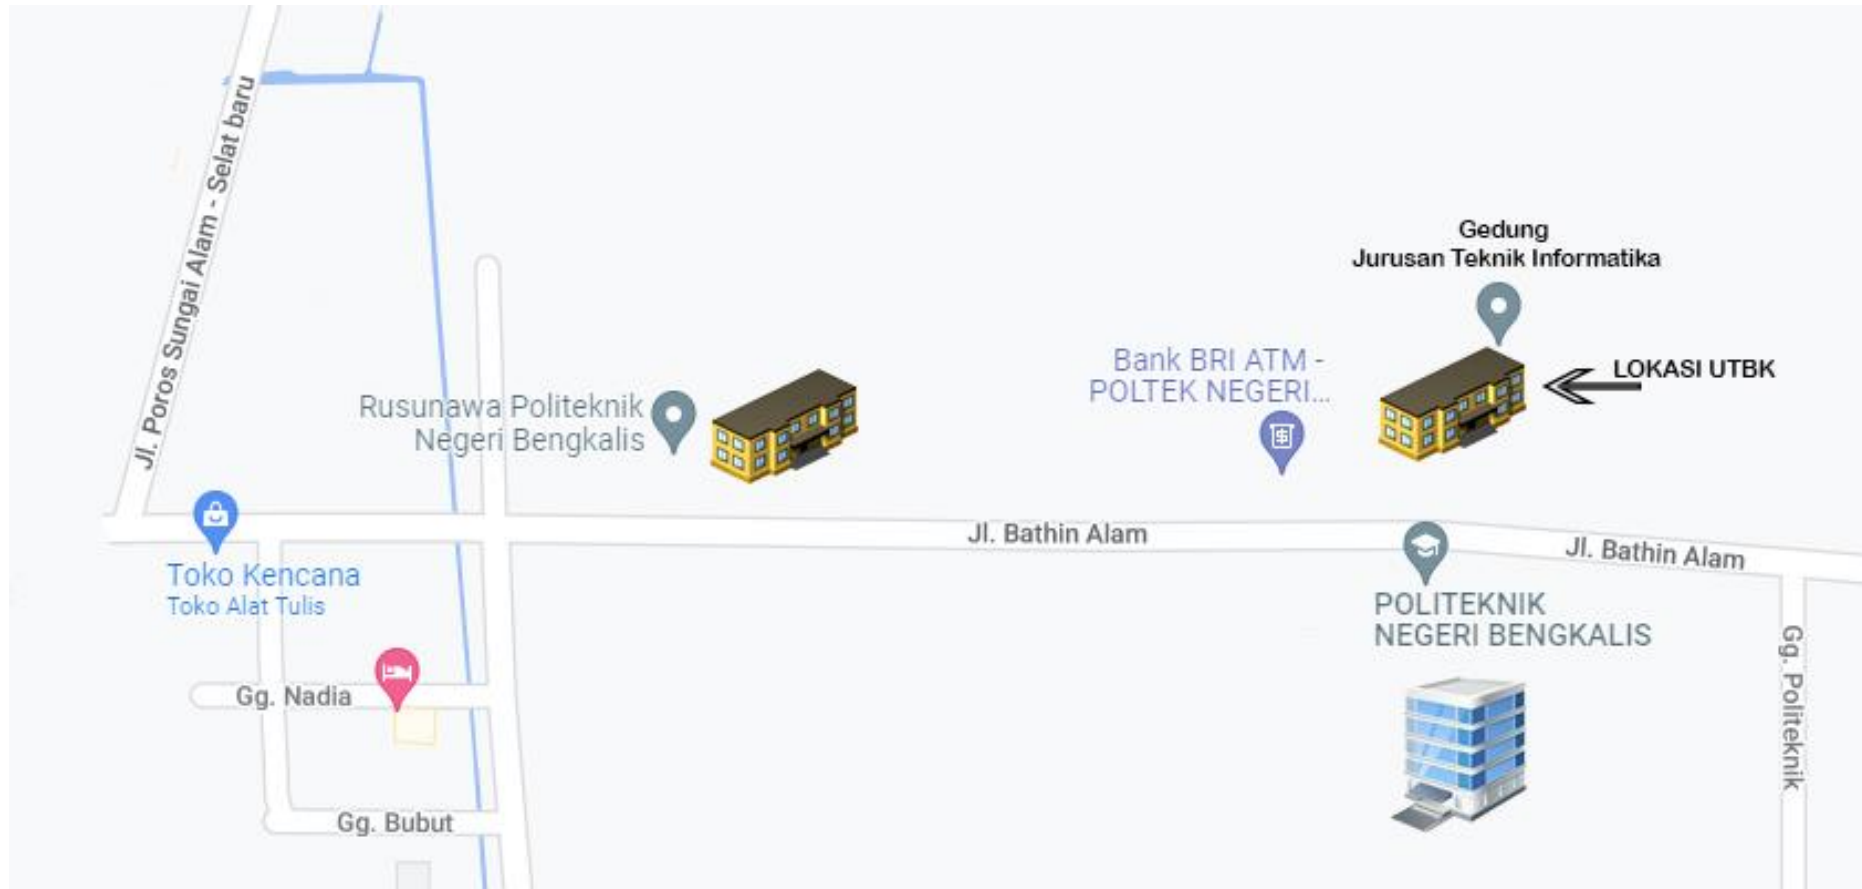 Jl. Poros Sungai Alam - Selat baru
Gedung
Jurusan Teknik Informatika
LOKASI UTBK
Bank BRI ATM -
POLTEK NEGERI...
Rusunawa Politeknik
Negeri Bengkalis
Jl. Bathin Alam
Jl. Bathin Alam
Toko Kencana
Toko Alat Tulis
POLITEKNIK
NEGERI BENGKALIS
Gg. Politeknik
Gg. Nadia
Gg. Bubut